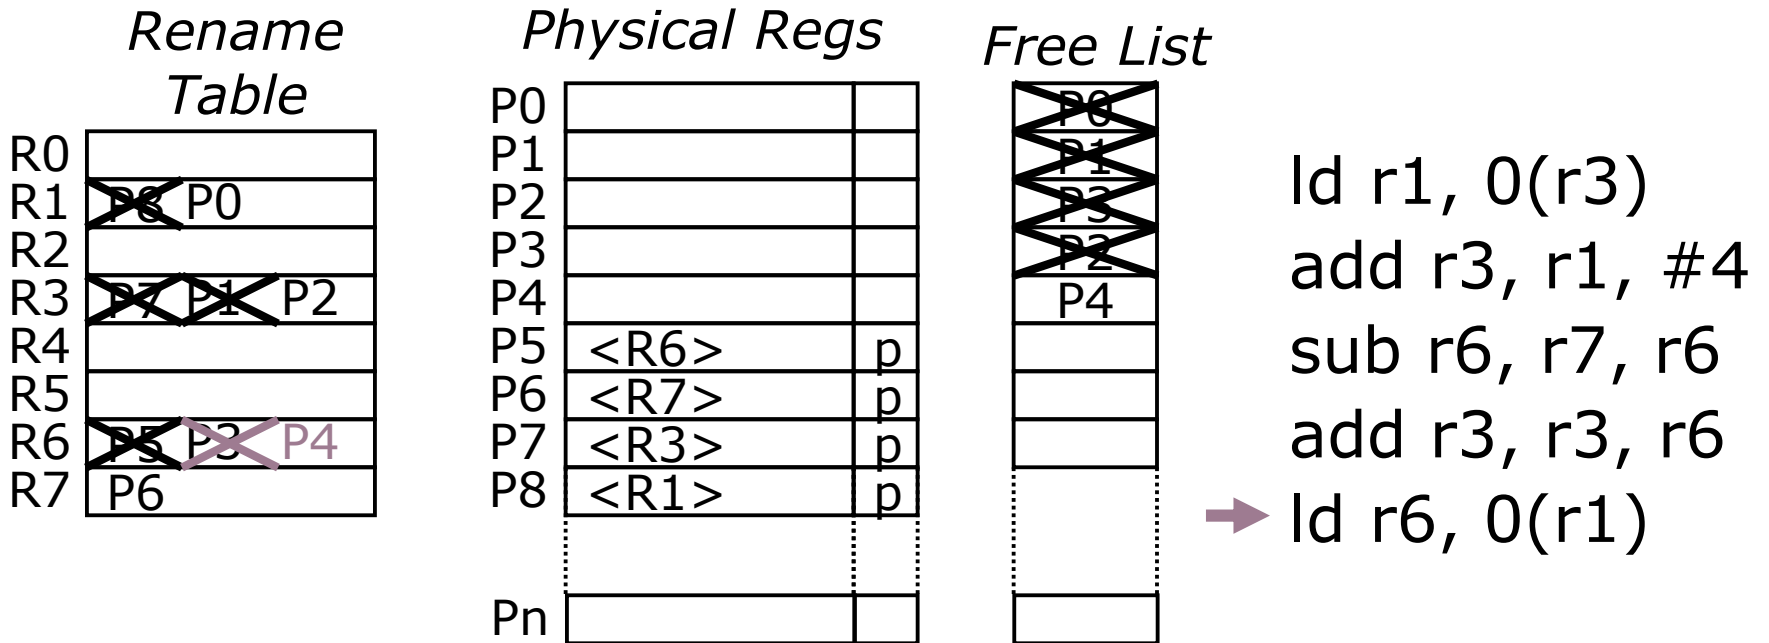 Rename
Table
R0
R1 P8 P0
R2
R3 P7 P1 P2
R4
R5
R6 P5 P3 P4
R7 P6
Physical Regs
P0
P1
P2
P3
P4
P5 <R6> p
P6 <R7> p
P7 <R3> p
P8 <R1> p
Pn
Free List
P0
P1
P3
P2
P4
ld r1, 0(r3)
add r3, r1, #4
sub r6, r7, r6
add r3, r3, r6
ld r6, 0(r1)